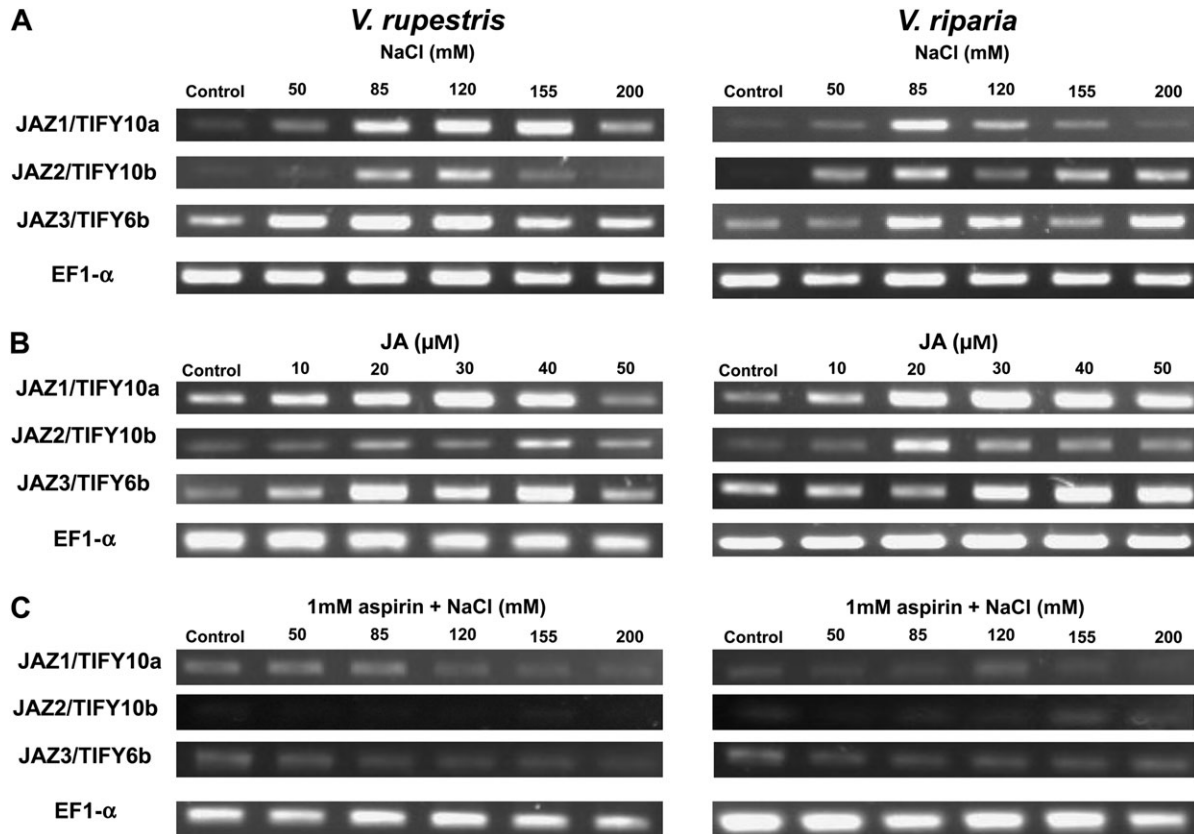 A
V. rupestris
V. riparia
NaCl (mM)
NaCl (mM)
Control 50 85 120 155 200
Control 50 85 120 155 200
JAZ1/TIFY10a
JAZ2/TIFY10b
JAZ3/TIFY6b
EF1-α
B
JA (µM)
JA (µM)
Control 10 20 30 40 50
Control 10 20 30 40 50
JAZ1/TIFY10a
JAZ2/TIFY10b
JAZ3/TIFY6b
EF1-α
C
1mM aspirin + NaCl (mM)
1mM aspirin + NaCl (mM)
Control 50 85 120 155 200
Control 50 85 120 155 200
JAZ1/TIFY10a
JAZ2/TIFY10b
JAZ3/TIFY6b
EF1-α